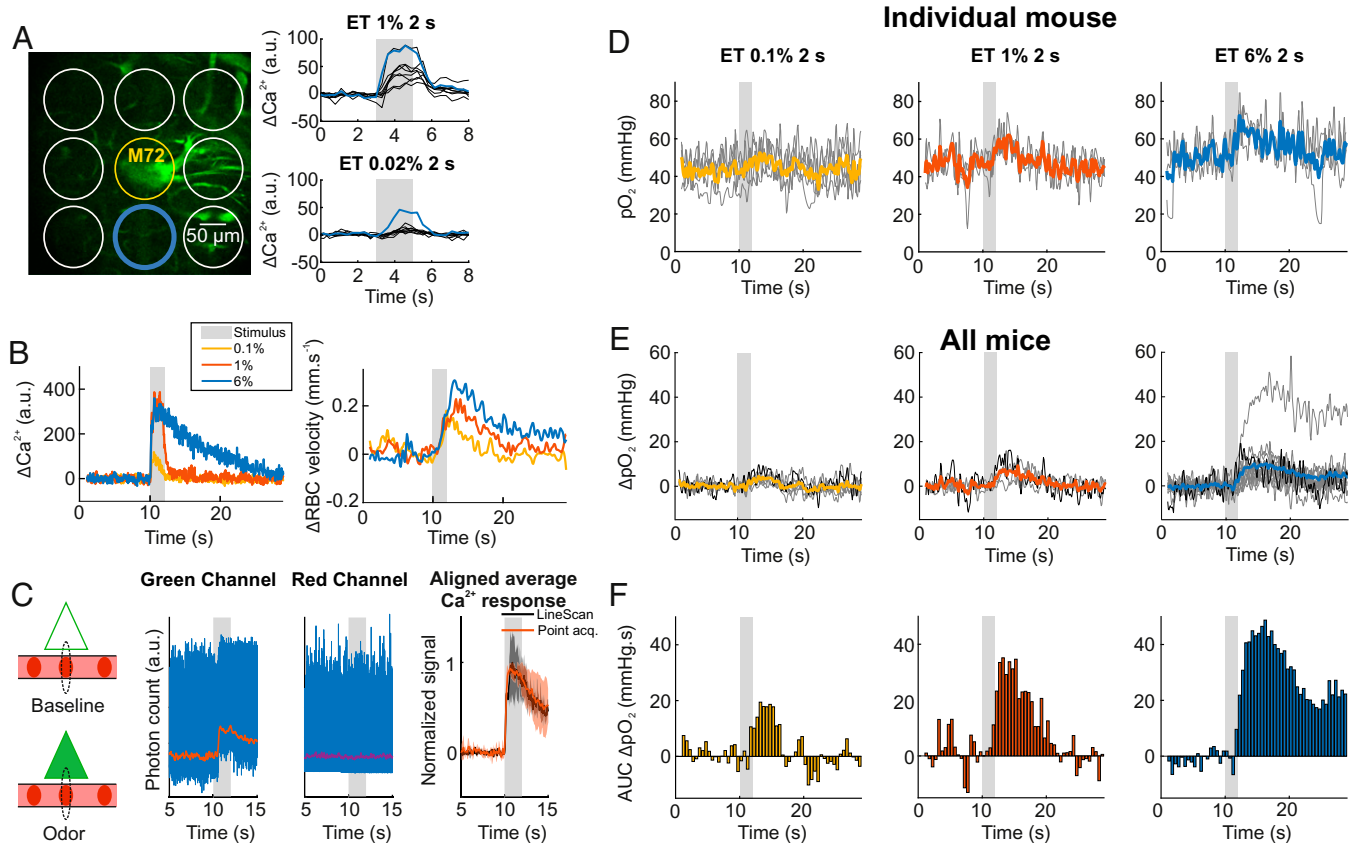 A
ET 1% 2 s
ΔCa²⁺ (a.u.)
100
50
0
-50
0 2 4 6 8
M72
50 µm
ET 0.02% 2 s
ΔCa²⁺ (a.u.)
100
50
0
-50
0 2 4 6 8
Time (s)
B
Stimulus
0.1%
1%
6%
ΔCa²⁺ (a.u.)
400
200
0
0 10 20
Time (s)
ΔRBC velocity (mm.s⁻¹)
0.2
0
-0.2
0 10 20
Time (s)
C
Baseline
Odor
Green Channel
Photon count (a.u.)
5 10 15
Time (s)
Red Channel
5 10 15
Time (s)
Aligned average
Ca²⁺ response
LineScan
Point acq.
Normalized signal
1
0
5 10 15
Time (s)
Individual mouse
D
ET 0.1% 2 s
ET 1% 2 s
ET 6% 2 s
pO₂ (mmHg)
80
60
40
20
0
0 10 20
Time (s)
80
60
40
20
0
0 10 20
Time (s)
80
60
40
20
0
0 10 20
Time (s)
All mice
E
ΔpO₂ (mmHg)
60
40
20
0
0 10 20
Time (s)
60
40
20
0
0 10 20
Time (s)
60
40
20
0
0 10 20
Time (s)
F
AUC ΔpO₂ (mmHg.s)
40
20
0
0 10 20
Time (s)
40
20
0
0 10 20
Time (s)
40
20
0
0 10 20
Time (s)